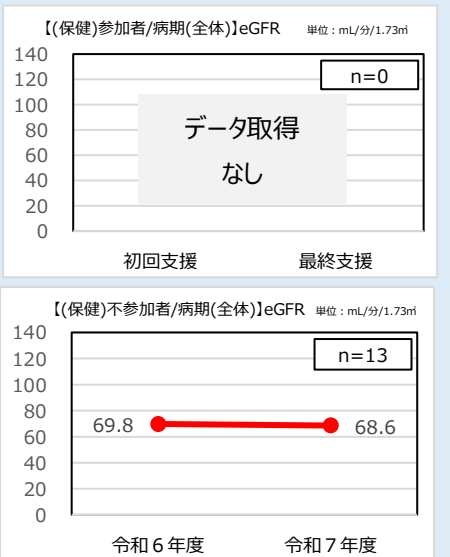 【(保健)参加者/病期(全体)】eGFR 単位：mL/分/1.73㎡
140
120
100
80
60
40
20
0
n=0
データ取得
なし
初回支援 最終支援
【(保健)不参加者/病期(全体)】eGFR 単位：mL/分/1.73㎡
140
120
100
80
60
40
20
0
n=13
69.8 68.6
令和６年度 令和７年度